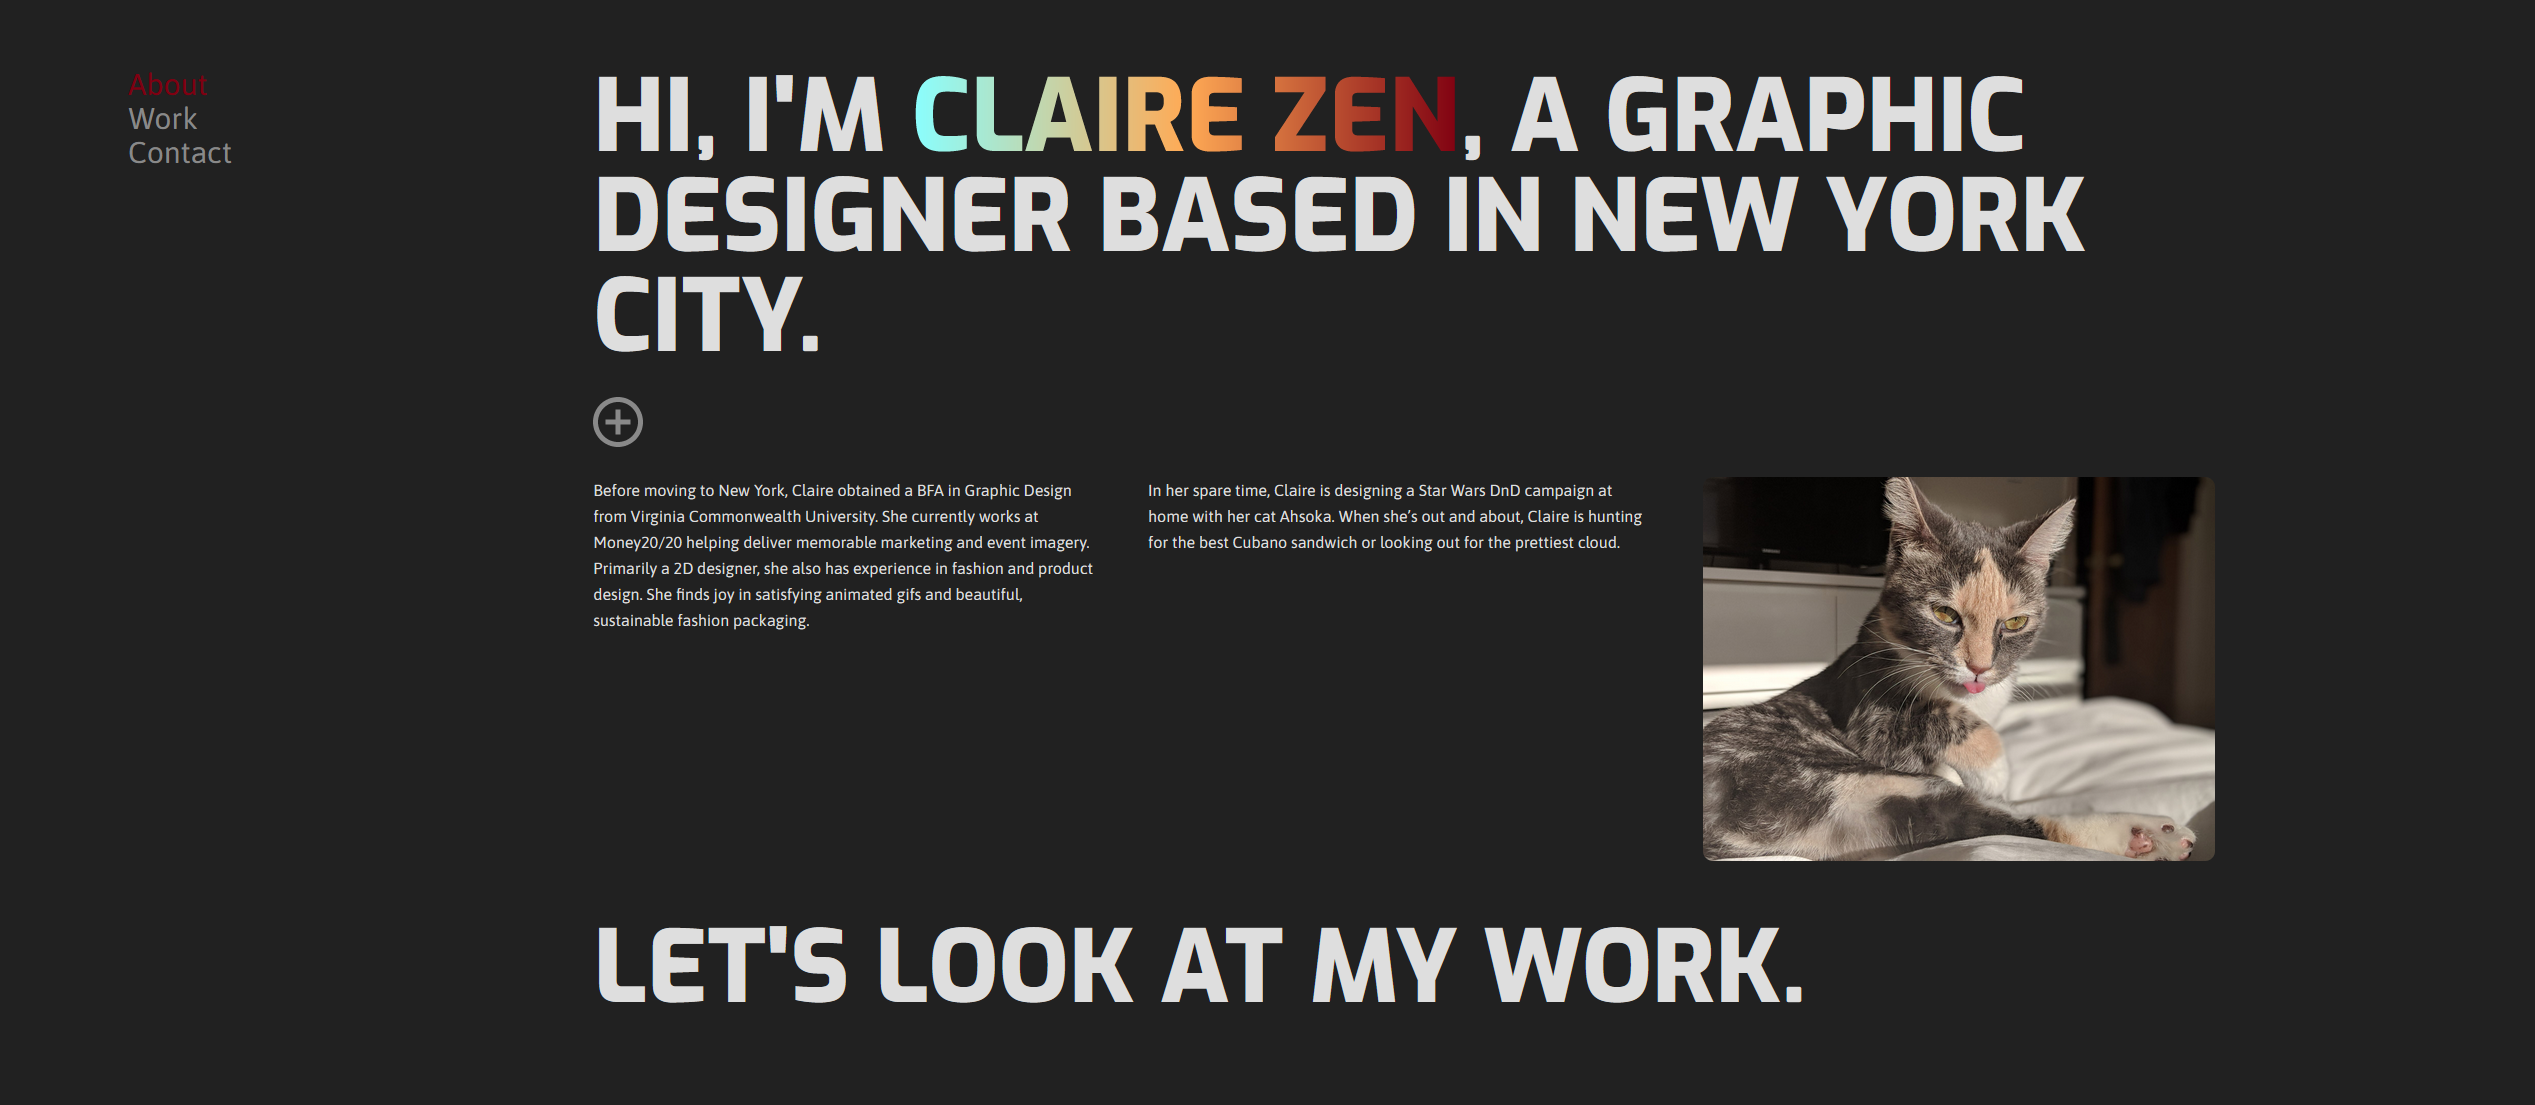 About
Work
Contact
HI, I'M CLAIRE ZEN, A GRAPHIC
DESIGNER BASED IN NEW YORK
CITY.
Before moving to New York, Claire obtained a BFA in Graphic Design
from Virginia Commonwealth University. She currently works at
Money20/20 helping deliver memorable marketing and event imagery.
Primarily a 2D designer, she also has experience in fashion and product
design. She finds joy in satisfying animated gifs and beautiful,
sustainable fashion packaging.
In her spare time, Claire is designing a Star Wars DnD campaign at
home with her cat Ahsoka. When she’s out and about, Claire is hunting
for the best Cubano sandwich or looking out for the prettiest cloud.
LET'S LOOK AT MY WORK.